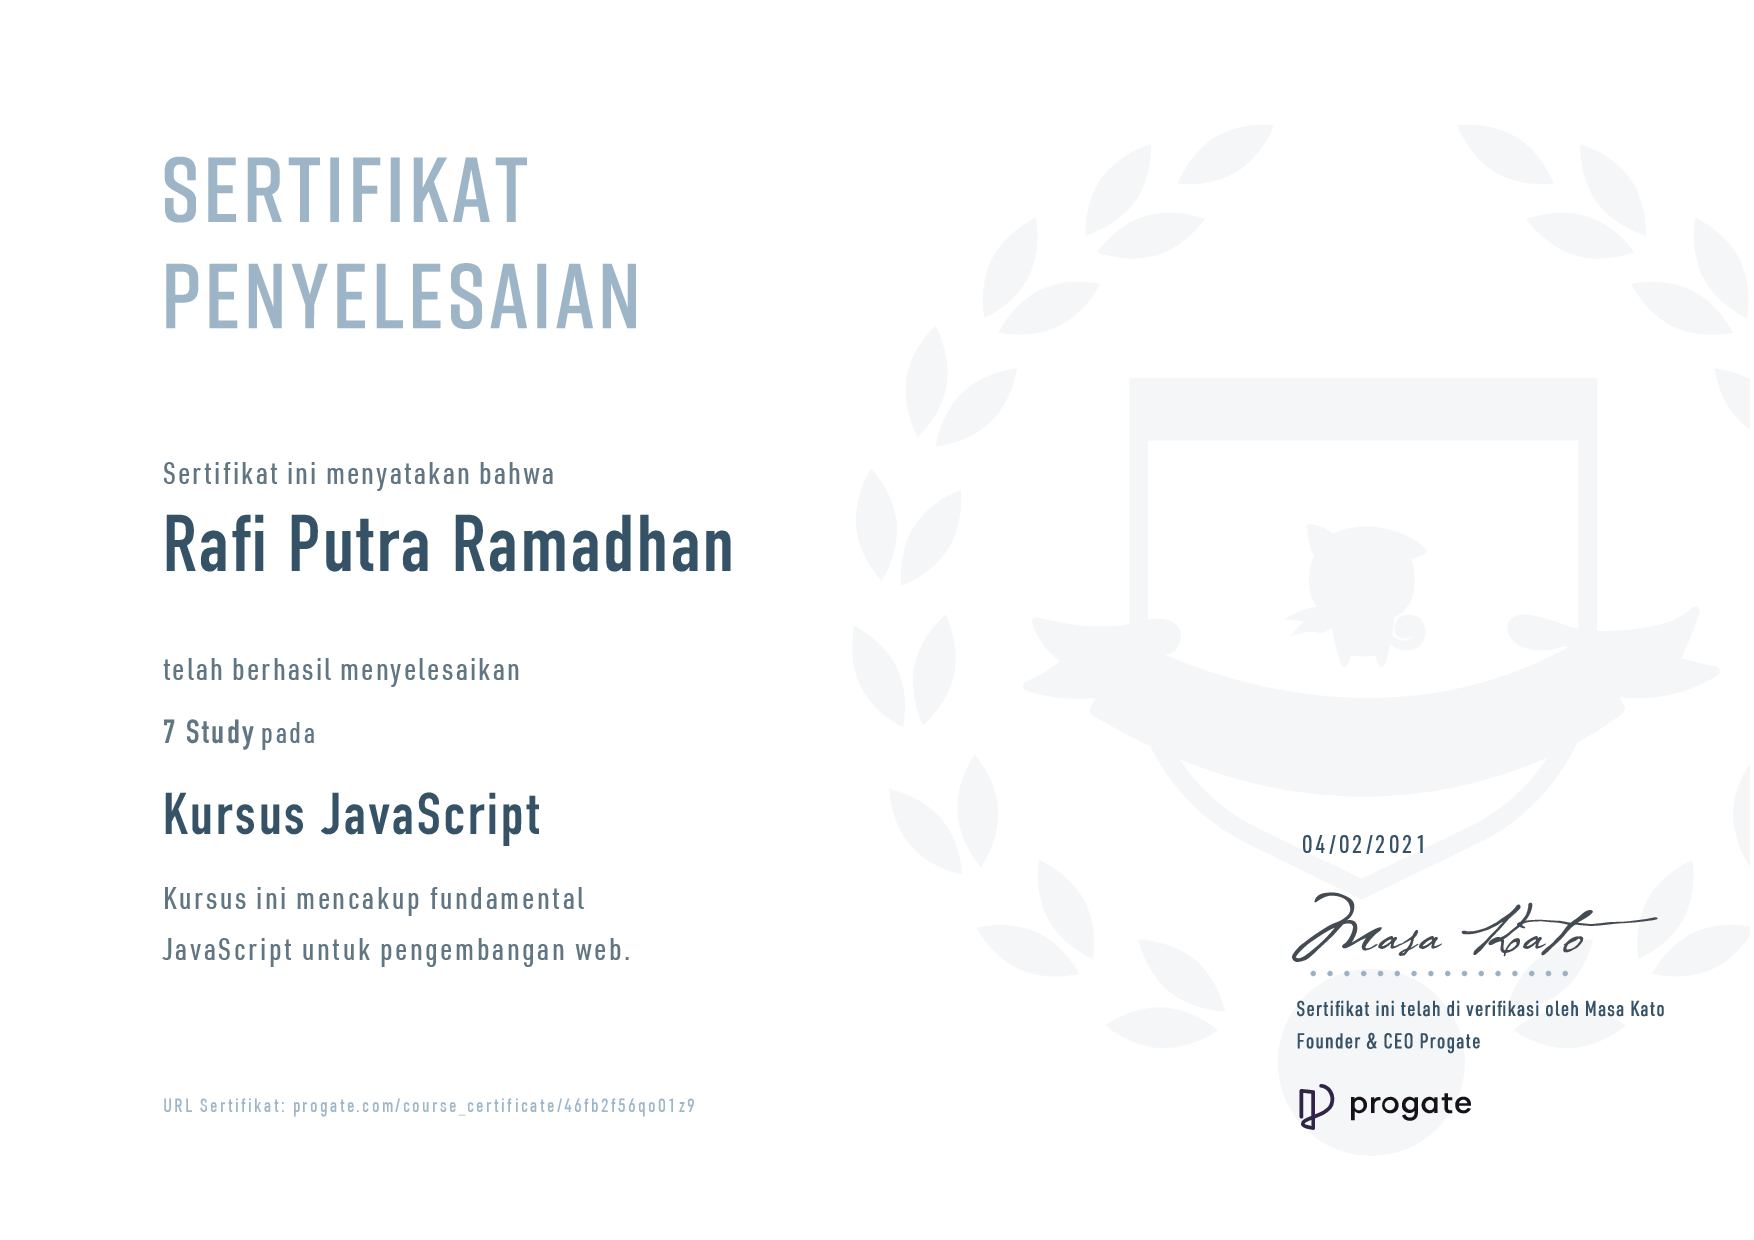 SERTIFIKAT
PENYELESAIAN
Sertifikat ini menyatakan bahwa
Rafi Putra Ramadhan
telah berhasil menyelesaikan
7 Study pada
Kursus JavaScript
Kursus ini mencakup fundamental
JavaScript untuk pengembangan web.
URL Sertifikat: progate.com/course_certificate/46fb2f56qo01z9
04/02/2021
Masa Kato
Sertifikat ini telah di verifikasi oleh Masa Kato
Founder & CEO Progate
progate